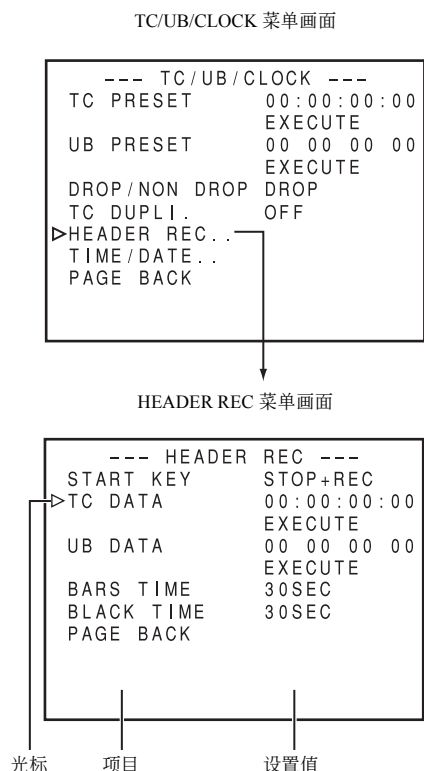 TC/UB/CLOCK 菜单画面
--- TC/UB/CLOCK ---
TC PRESET 00:00:00:00
EXECUTE
UB PRESET 00 00 00 00
EXECUTE
DROP/NON DROP DROP
TC DUPLI. OFF
▷HEADER REC..
TIME/DATE..
PAGE BACK
HEADER REC 菜单画面
--- HEADER REC ---
START KEY STOP+REC
▷TC DATA 00:00:00:00
EXECUTE
UB DATA 00 00 00 00
EXECUTE
BARS TIME 30SEC
BLACK TIME 30SEC
PAGE BACK
光标 项目 设置值